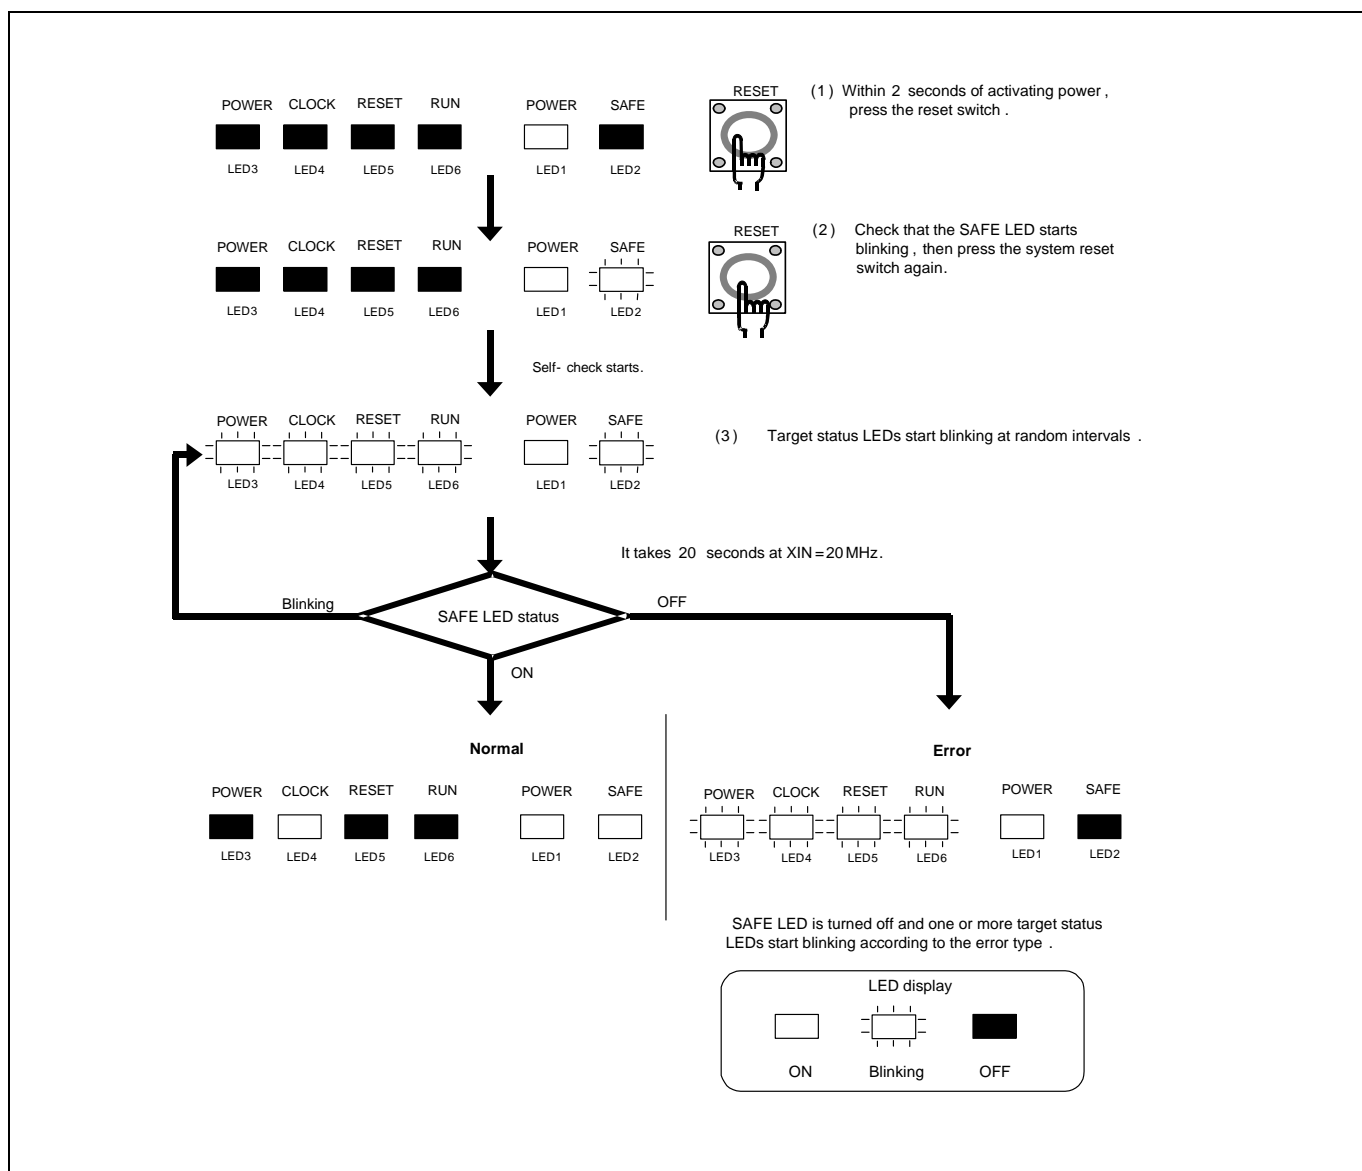 POWER CLOCK RESET RUN POWER SAFE
LED3 LED4 LED5 LED6 LED1 LED2
RESET
(1) Within 2 seconds of activating power,
press the reset switch.
POWER CLOCK RESET RUN POWER SAFE
LED3 LED4 LED5 LED6 LED1 LED2
RESET
(2) Check that the SAFE LED starts
blinking, then press the system reset
switch again.
Self- check starts.
POWER CLOCK RESET RUN POWER SAFE
LED3 LED4 LED5 LED6 LED1 LED2
(3) Target status LEDs start blinking at random intervals.
It takes 20 seconds at XIN=20MHz.
Blinking
SAFE LED status
OFF
ON
Normal
POWER CLOCK RESET RUN POWER SAFE
LED3 LED4 LED5 LED6 LED1 LED2
Error
POWER CLOCK RESET RUN POWER SAFE
LED3 LED4 LED5 LED6 LED1 LED2
SAFE LED is turned off and one or more target status
LEDs start blinking according to the error type.
LED display
ON Blinking OFF